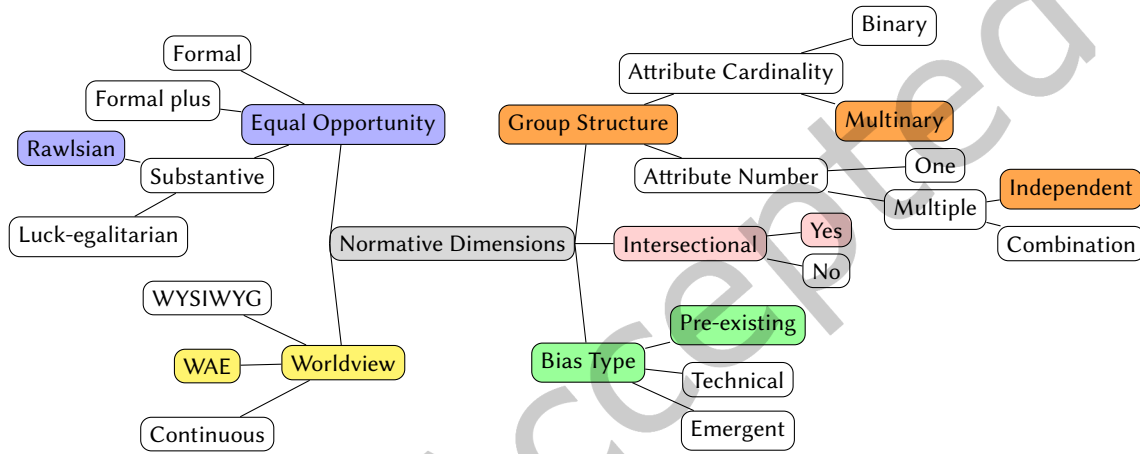 Formal
Formal plus
Equal Opportunity
Rawlsian
Substantive
Luck-egalitarian
Binary
Attribute Cardinality
Group Structure
Multinary
Attribute Number
One
Multiple
Independent
Combination
Normative Dimensions
Intersectional
Yes
No
WYSIWYG
WAE
Worldview
Continuous
Pre-existing
Bias Type
Technical
Emergent
ccepted